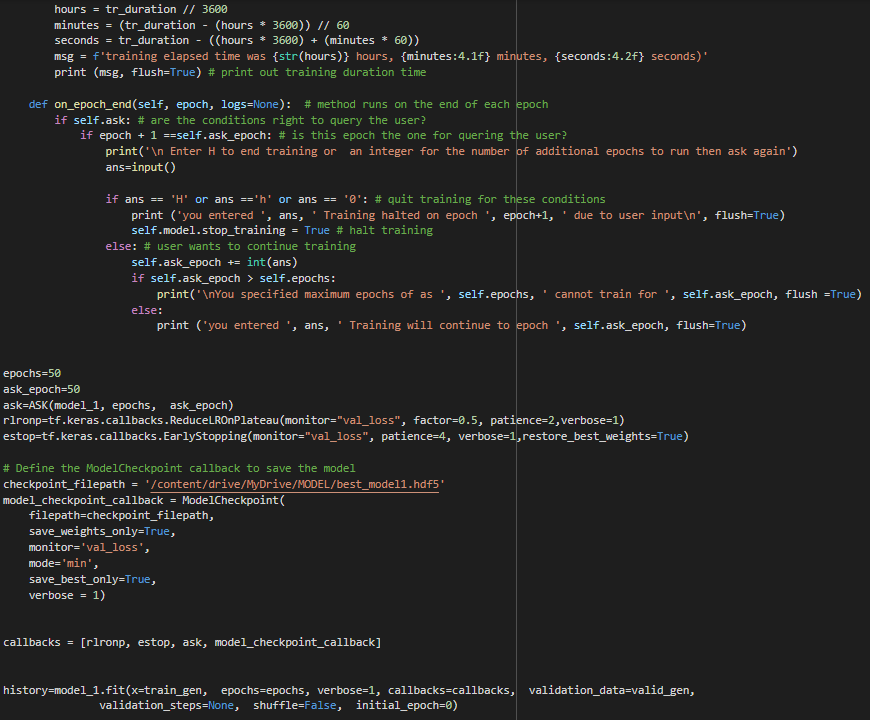 hours = tr_duration // 3600
minutes = (tr_duration - (hours * 3600)) // 60
seconds = tr_duration - ((hours * 3600) + (minutes * 60))
msg = f'training elapsed time was {str(hours)} hours, {minutes:4.1f} minutes, {seconds:4.2f} seconds)'
print (msg, flush=True) # print out training duration time
def on_epoch_end(self, epoch, logs=None):  # method runs on the end of each epoch
if self.ask: # are the conditions right to query the user?
if epoch + 1 ==self.ask_epoch: # is this epoch the one for quering the user?
print('\n Enter H to end training or  an integer for the number of additional epochs to run then ask again')
ans=input()
if ans == 'H' or ans =='h' or ans == '0': # quit training for these conditions
print ('you entered ', ans, ' Training halted on epoch ', epoch+1, ' due to user input\n', flush=True)
self.model.stop_training = True # halt training
else: # user wants to continue training
self.ask_epoch += int(ans)
if self.ask_epoch > self.epochs:
print('\nYou specified maximum epochs of as ', self.epochs, ' cannot train for ', self.ask_epoch, flush =True)
else:
print ('you entered ', ans, ' Training will continue to epoch ', self.ask_epoch, flush=True)
epochs=50
ask_epoch=50
ask=ASK(model_1, epochs,  ask_epoch)
rlronp=tf.keras.callbacks.ReduceLROnPlateau(monitor="val_loss", factor=0.5, patience=2,verbose=1)
estop=tf.keras.callbacks.EarlyStopping(monitor="val_loss", patience=4, verbose=1,restore_best_weights=True)
# Define the ModelCheckpoint callback to save the model
checkpoint_filepath = '/content/drive/MyDrive/MODEL/best_model1.hdf5'
model_checkpoint_callback = ModelCheckpoint(
filepath=checkpoint_filepath,
save_weights_only=True,
monitor='val_loss',
mode='min',
save_best_only=True,
verbose = 1)
callbacks = [rlronp, estop, ask, model_checkpoint_callback]
history=model_1.fit(x=train_gen,  epochs=epochs, verbose=1, callbacks=callbacks,  validation_data=valid_gen,
validation_steps=None,  shuffle=False,  initial_epoch=0)